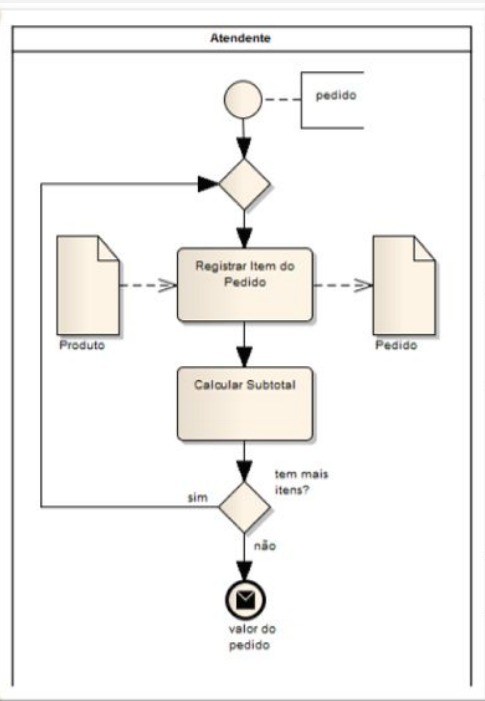 Atendente
pedido
Registrar Item do
Pedido
Produto
Pedido
Calcular Subtotal
tem mais
itens?
sim
não
valor do
pedido